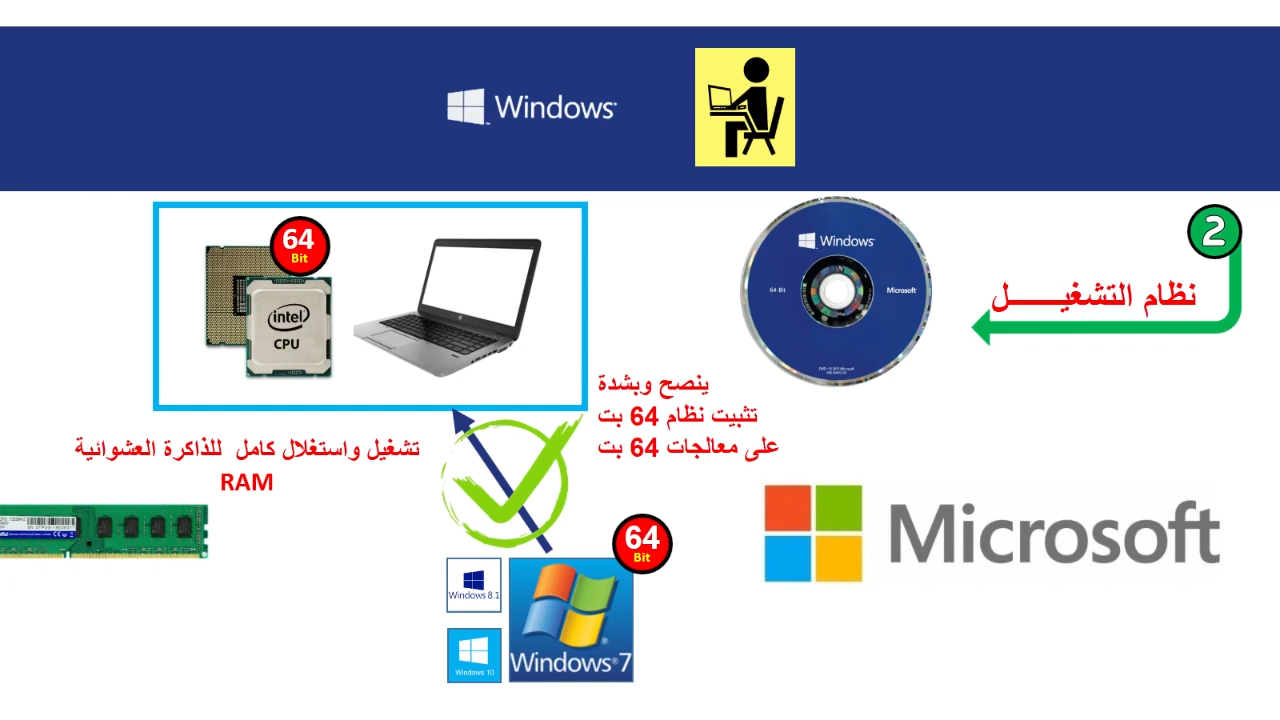 Windows
2
نظام التشغيـــــــل
64
Bit
intel
CPU
Windows
64-Bit
Microsoft
ينصح وبشدة
تثبيت نظام 64 بت
على معالجات 64 بت
تشغيل واستغلال كامل للذاكرة العشوائية
RAM
Microsoft
64
Bit
Windows 8.1
Windows 7
Windows 10